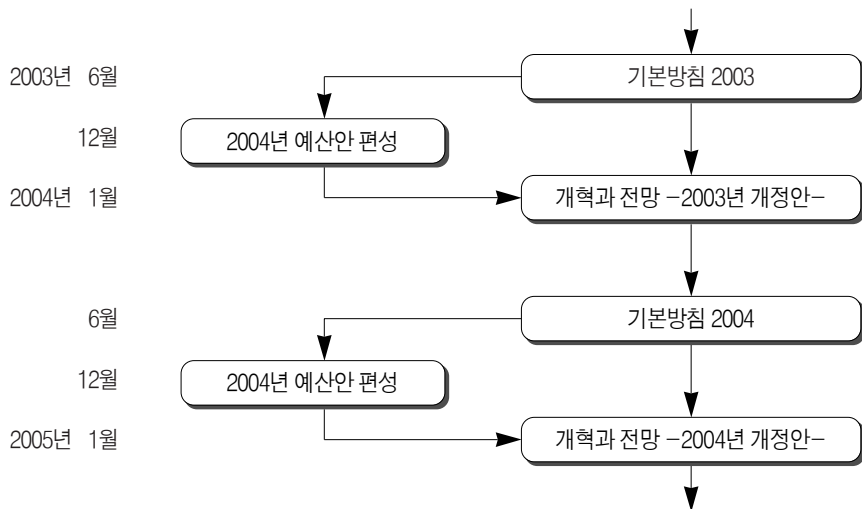 2003년 6월
기본방침 2003
12월
2004년 예산안 편성
2004년 1월
개혁과 전망 -2003년 개정안-
6월
기본방침 2004
12월
2004년 예산안 편성
2005년 1월
개혁과 전망 -2004년 개정안-